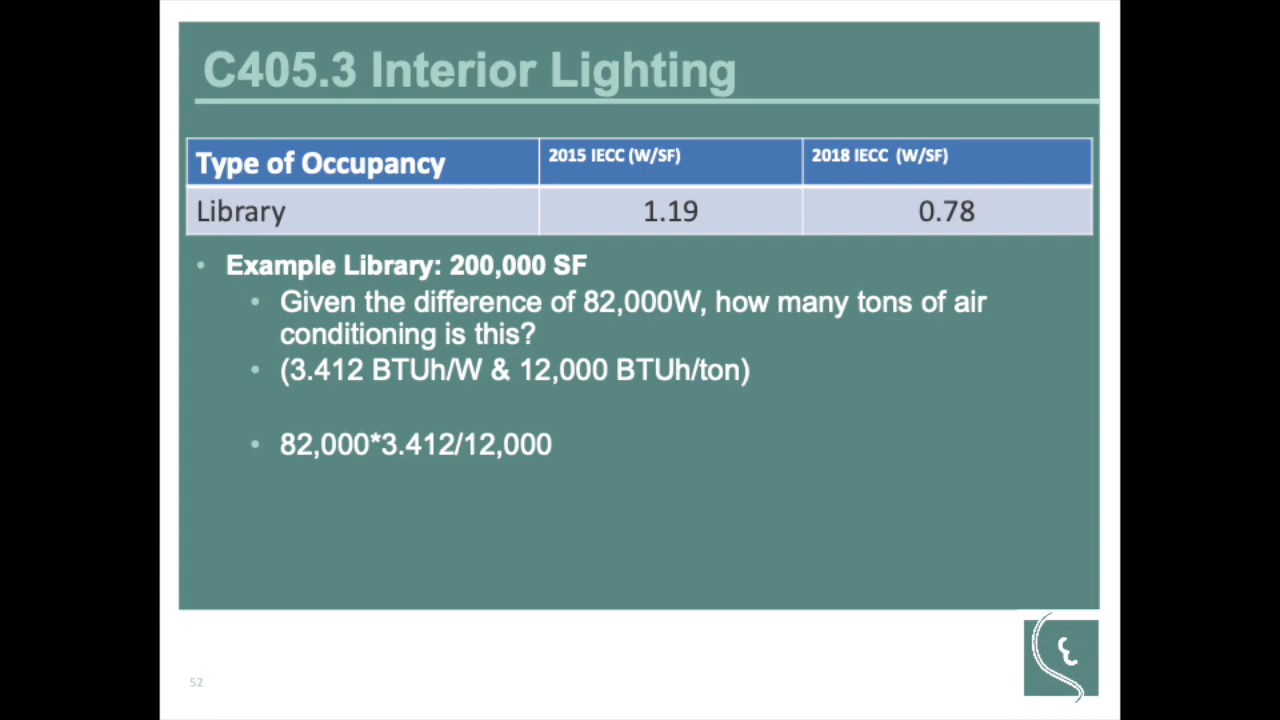 C405.3 Interior Lighting
Type of Occupancy 2015 IECC (W/SF) 2018 IECC (W/SF)
Library 1.19 0.78
• Example Library: 200,000 SF
• Given the difference of 82,000W, how many tons of air
conditioning is this?
• (3.412 BTUh/W & 12,000 BTUh/ton)
• 82,000*3.412/12,000
52